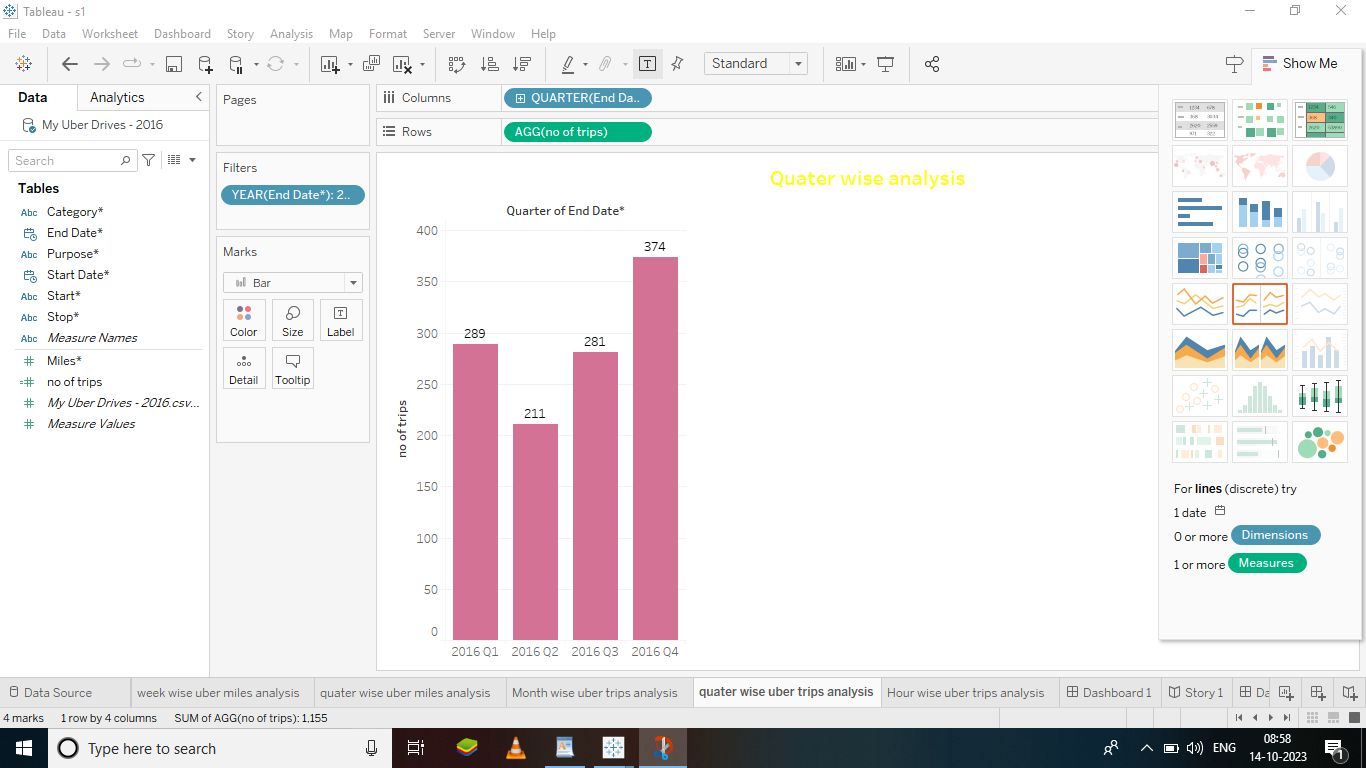 Tableau - s1
File Data Worksheet Dashboard Story Analysis Map Format Server Window Help
Standard
Show Me
Data Analytics
My Uber Drives - 2016
Search
Tables
Abc Category*
End Date*
Abc Purpose*
Start Date*
Abc Start*
Abc Stop*
Abc Measure Names
Miles*
no of trips
My Uber Drives - 2016.csv...
Measure Values
Pages
Filters
YEAR(End Date*): 2..
Marks
Bar
Color Size Label
Detail Tooltip
Columns QUARTER(End Da..
Rows AGG(no of trips)
Quater wise analysis
Quarter of End Date*
no of trips
400
350
300
250
200
150
100
50
0
289
211
281
374
2016 Q1 2016 Q2 2016 Q3 2016 Q4
For lines (discrete) try
1 date
0 or more Dimensions
1 or more Measures
Data Source week wise uber miles analysis quater wise uber miles analysis Month wise uber trips analysis quater wise uber trips analysis Hour wise uber trips analysis Dashboard 1 Story 1 Da
4 marks 1 row by 4 columns SUM of AGG(no of trips): 1,155
Type here to search
ENG
08:58
14-10-2023
1